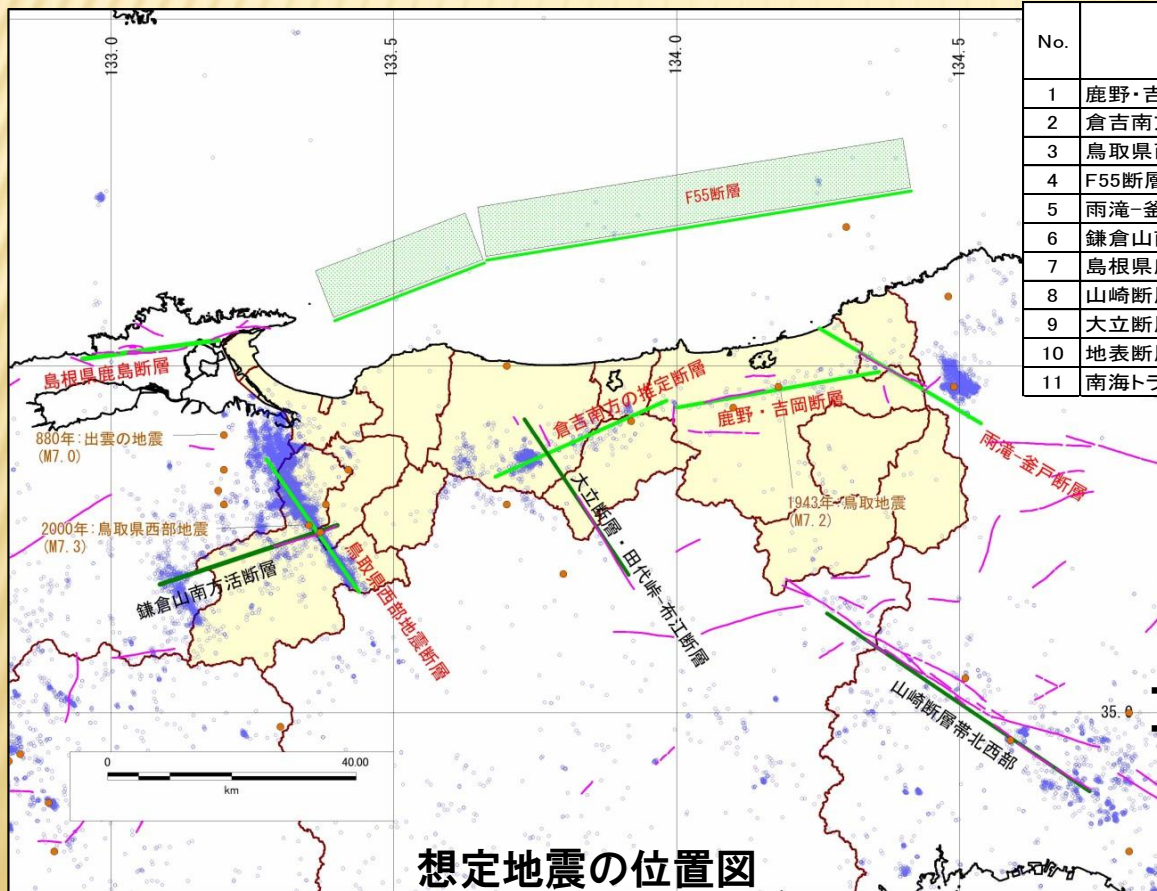 133.0
133.5
134.0
134.5
No.
1 鹿野・吉
2 倉吉南
3 鳥取県
4 F55断層
5 雨滝-釜
6 鎌倉山
7 島根県
8 山崎断
9 大立断
10 地表断
11 南海トラ
F55断層
島根県鹿島断層
880年:出雲の地震
(M7.0)
倉吉南方の推定断層
鹿野・吉岡断層
雨滝-釜戸断層
大立断層・田代峠-布江断層
1943年:鳥取地震
(M7.2)
2000年:鳥取県西部地震
(M7.3)
鎌倉山南方活断層
鳥取県西部地震断層
山崎断層帯北西部
35.0
0 40.00
km
想定地震の位置図